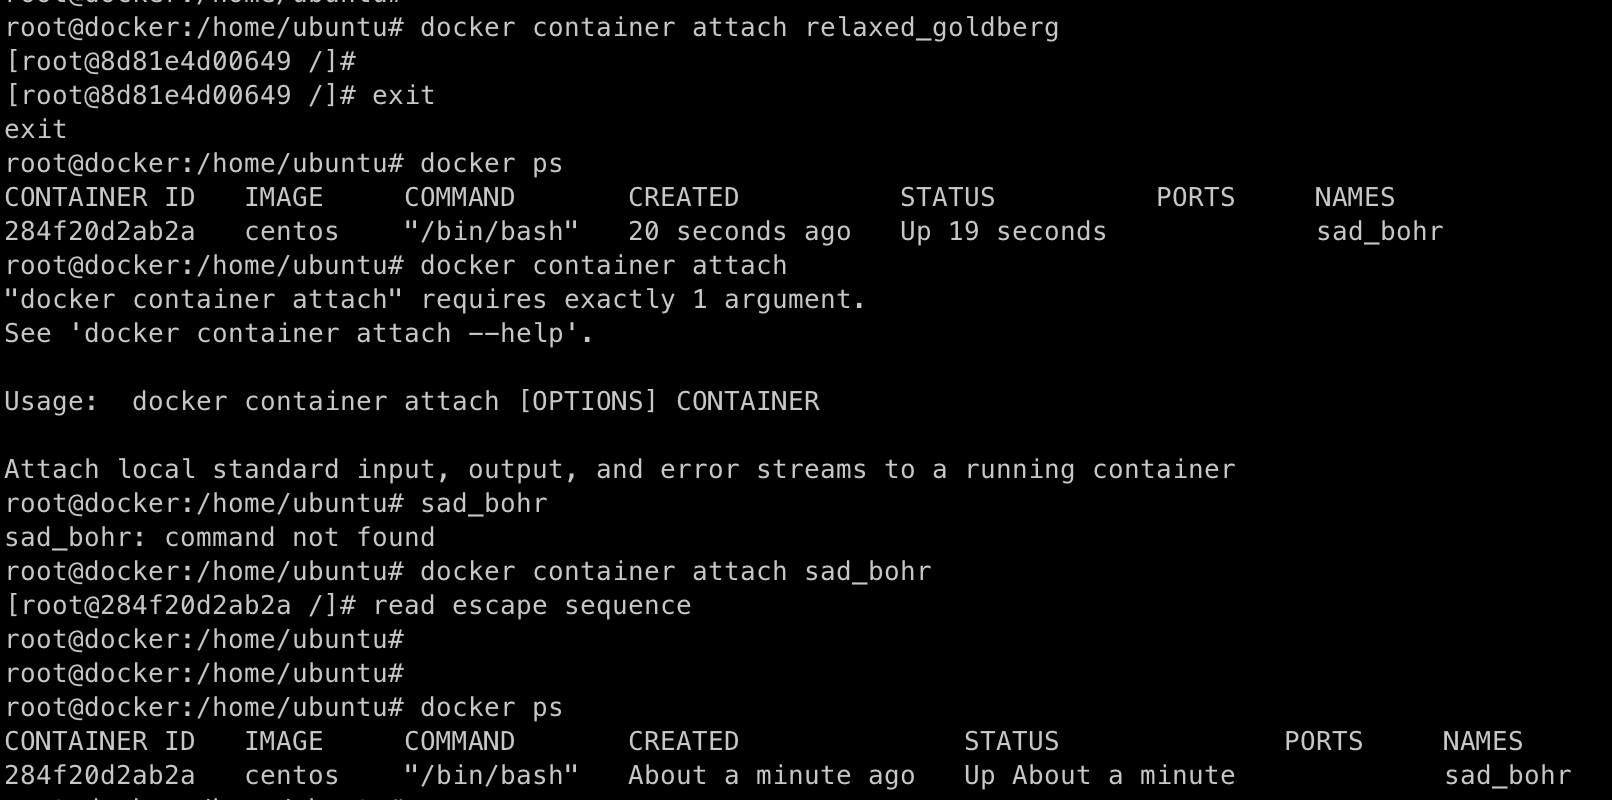 root@docker:/home/ubuntu# docker container attach relaxed_goldberg
[root@8d81e4d00649 /]#
[root@8d81e4d00649 /]# exit
exit
root@docker:/home/ubuntu# docker ps
CONTAINER ID   IMAGE     COMMAND       CREATED          STATUS          PORTS     NAMES
284f20d2ab2a   centos    "/bin/bash"   20 seconds ago   Up 19 seconds             sad_bohr
root@docker:/home/ubuntu# docker container attach
"docker container attach" requires exactly 1 argument.
See 'docker container attach --help'.

Usage:  docker container attach [OPTIONS] CONTAINER

Attach local standard input, output, and error streams to a running container
root@docker:/home/ubuntu# sad_bohr
sad_bohr: command not found
root@docker:/home/ubuntu# docker container attach sad_bohr
[root@284f20d2ab2a /]# read escape sequence
root@docker:/home/ubuntu#
root@docker:/home/ubuntu#
root@docker:/home/ubuntu# docker ps
CONTAINER ID   IMAGE     COMMAND       CREATED              STATUS              PORTS     NAMES
284f20d2ab2a   centos    "/bin/bash"   About a minute ago   Up About a minute             sad_bohr